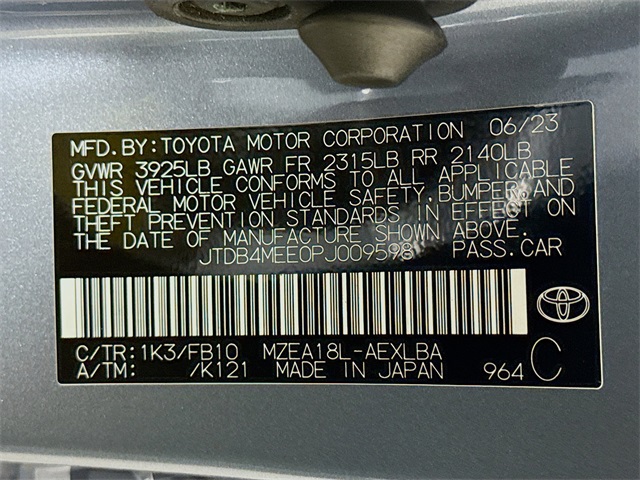 MFD.BY:TOYOTA MOTOR CORPORATION 06/23
GVWR 3925LB GAWR FR 2315LB RR 2140LB
THIS VEHICLE CONFORMS TO ALL APPLICABLE
FEDERAL MOTOR VEHICLE SAFETY,BUMPER,AND
THEFT PREVENTION STANDARDS IN EFFECT ON
THE DATE OF MANUFACTURE SHOWN ABOVE.
JTDB4MEE0PJ009598 PASS.CAR
C/TR:1K3/FB10 MZEA18L-AEXLBA
A/TM: /K121 MADE IN JAPAN 964 C